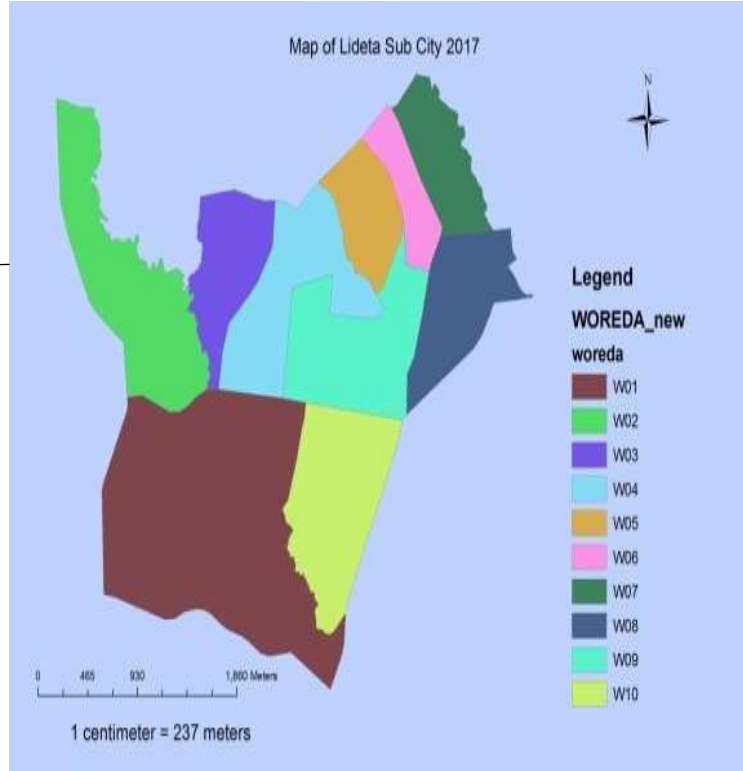 Map of Lideta Sub City 2017
N
Legend
WOREDA_new
woreda
W01
W02
W03
W04
W05
W06
W07
W08
W09
W10
0 465 930 1,860 Meters
1 centimeter = 237 meters